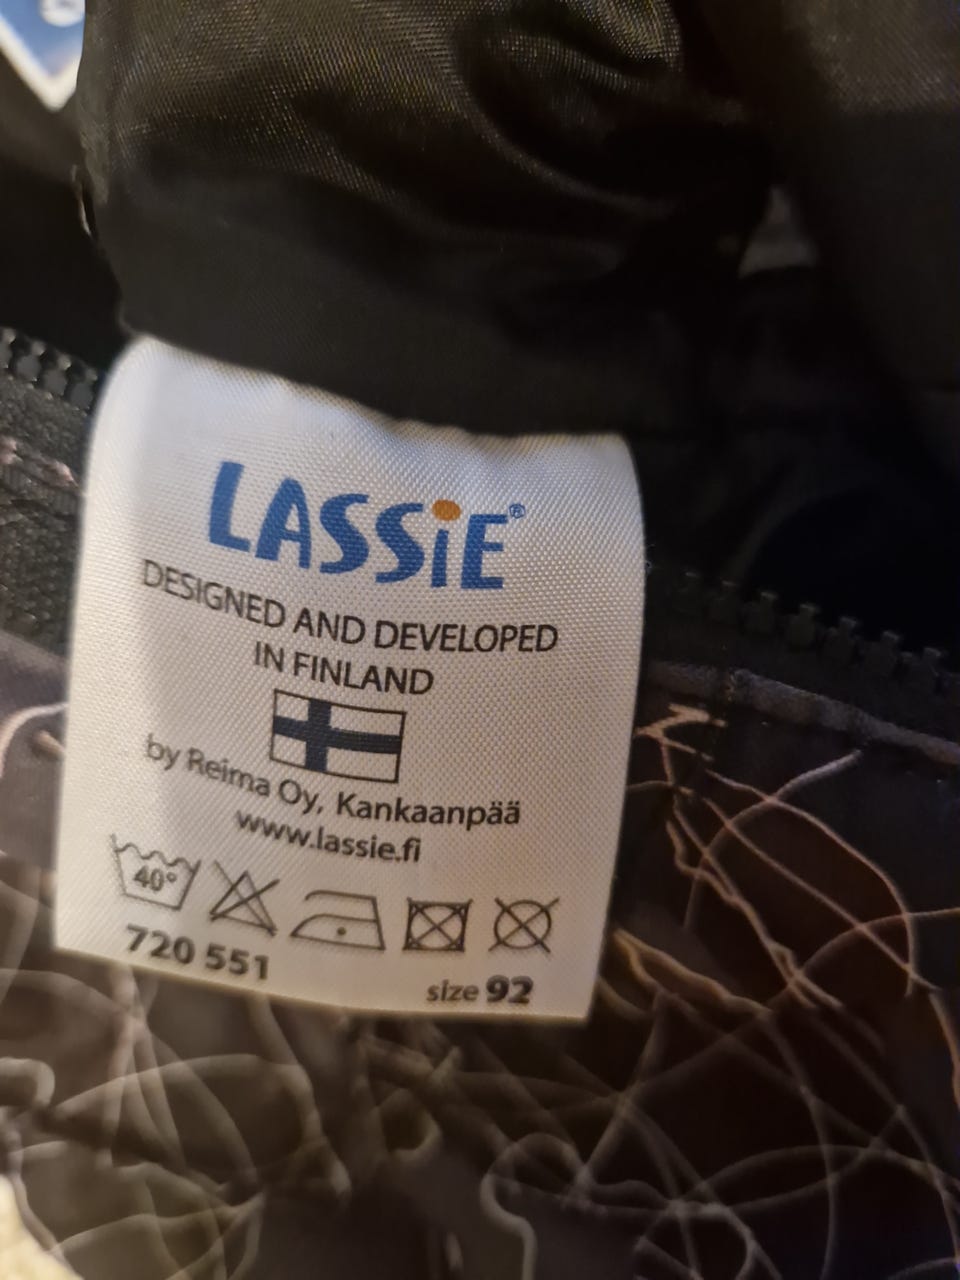 LASSiE®
DESIGNED AND DEVELOPED
IN FINLAND
by Reima Oy, Kankaanpää
www.lassie.fi
40°
720 551
size 92